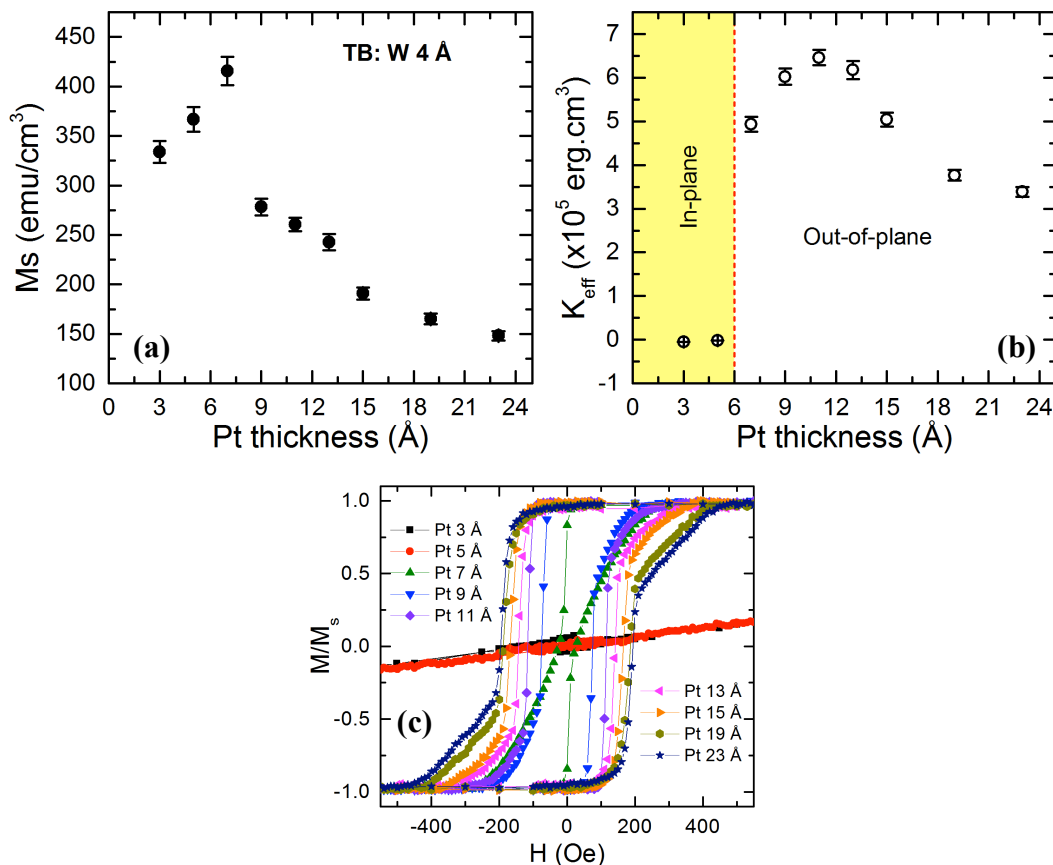 450
400
350
300
250
200
150
100
Ms (emu/cm³)
TB: W 4 Å
(a)
0 3 6 9 12 15 18 21 24
Pt thickness (Å)
7
6
5
4
3
2
1
0
-1
K_eff (x10⁵ erg.cm³)
In-plane
Out-of-plane
(b)
0 3 6 9 12 15 18 21 24
Pt thickness (Å)
1.0
0.5
0.0
-0.5
-1.0
M/M_s
Pt 3 Å
Pt 5 Å
Pt 7 Å
Pt 9 Å
Pt 11 Å
Pt 13 Å
Pt 15 Å
Pt 19 Å
Pt 23 Å
(c)
-400 -200 0 200 400
H (Oe)